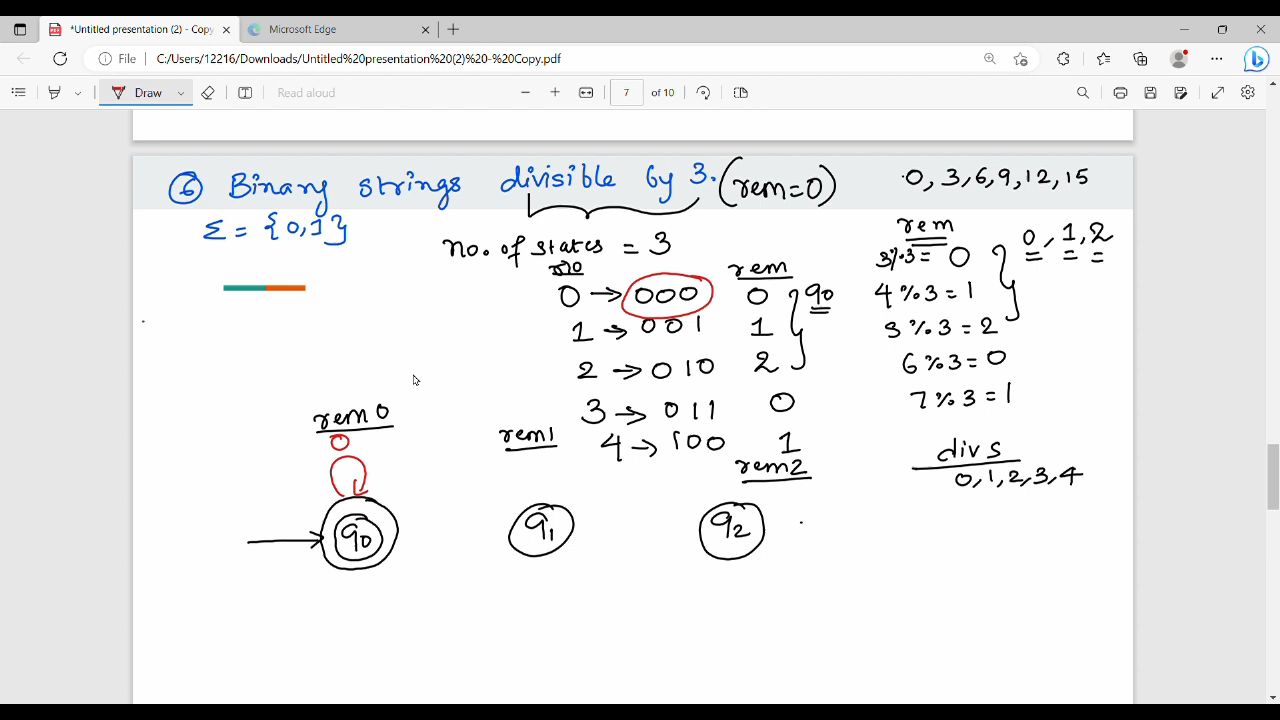 *Untitled presentation (2) - Copy
Microsoft Edge
File
C:/Users/12216/Downloads/Untitled%20presentation%20(2)%20-%20Copy.pdf
Draw
Read aloud
7 of 10
⑥ Binary strings divisible by 3. (rem=0)
0, 3, 6, 9, 12, 15
Σ = {0,1}
no. of states = 3
rem
0, 1, 2
3%3= 0
4%3=1
5%3=2
6%3=0
7%3=1
rem
0 → 000 0
q0
1 → 001 1
2 → 010 2
3 → 011 0
4 → 100 1
rem 0
0
rem1
rem2
div 5
0, 1, 2, 3, 4
q0
q1
q2